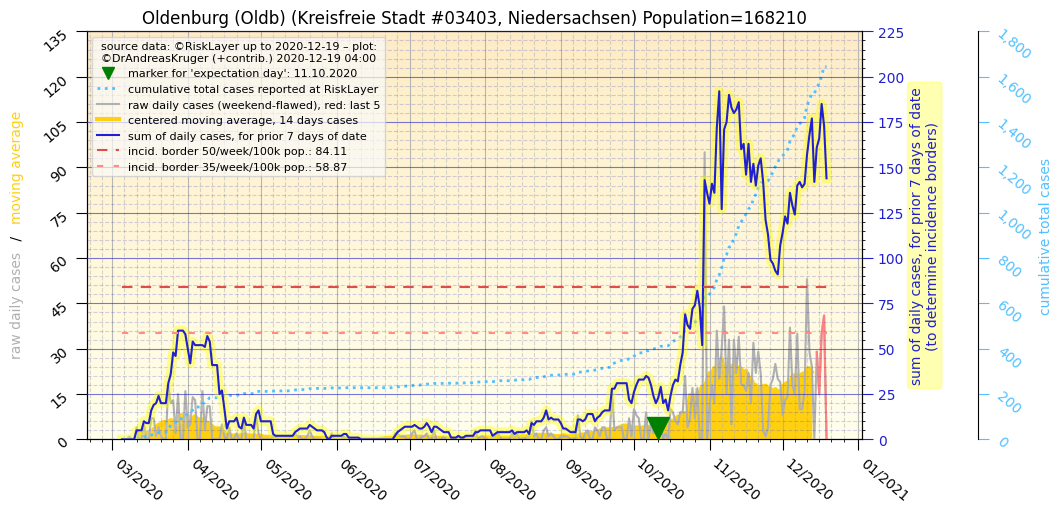 Oldenburg (Oldb) (Kreisfreie Stadt #03403, Niedersachsen) Population=168210
source data: ©RiskLayer up to 2020-12-19 – plot:
©DrAndreasKruger (+contrib.) 2020-12-19 04:00
marker for 'expectation day': 11.10.2020
cumulative total cases reported at RiskLayer
raw daily cases (weekend-flawed), red: last 5
centered moving average, 14 days cases
sum of daily cases, for prior 7 days of date
incid. border 50/week/100k pop.: 84.11
incid. border 35/week/100k pop.: 58.87
raw daily cases / moving average
135
120
105
90
75
60
45
30
15
0
03/2020
04/2020
05/2020
06/2020
07/2020
08/2020
09/2020
10/2020
11/2020
12/2020
01/2021
225
200
175
150
125
100
75
50
25
0
sum of daily cases, for prior 7 days of date
(to determine incidence borders)
1,800
1,600
1,400
1,200
1,000
800
600
400
200
0
cumulative total cases